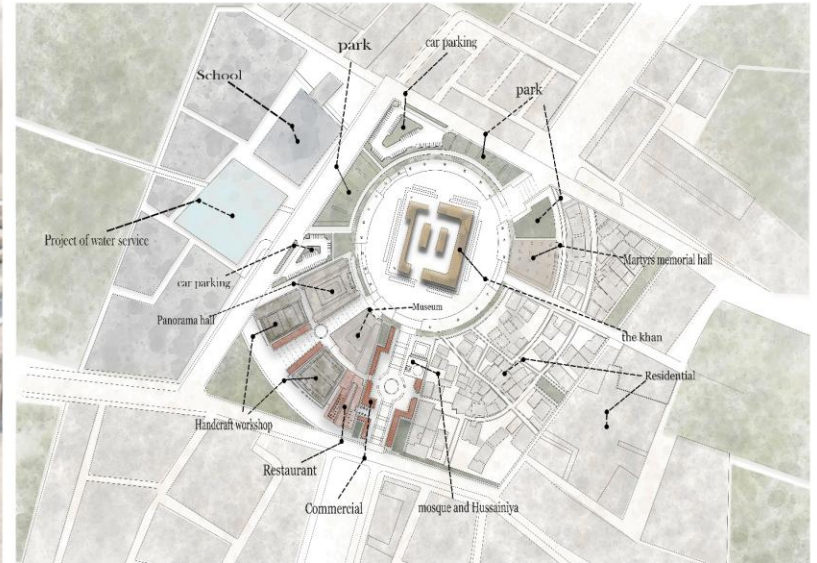 park
car parking
School
park
Project of water service
car parking
Martyrs memorial hall
Museum
Panorama hall
the khan
Residential
Handcraft workshop
Restaurant
Commercial
mosque and Hussainiya